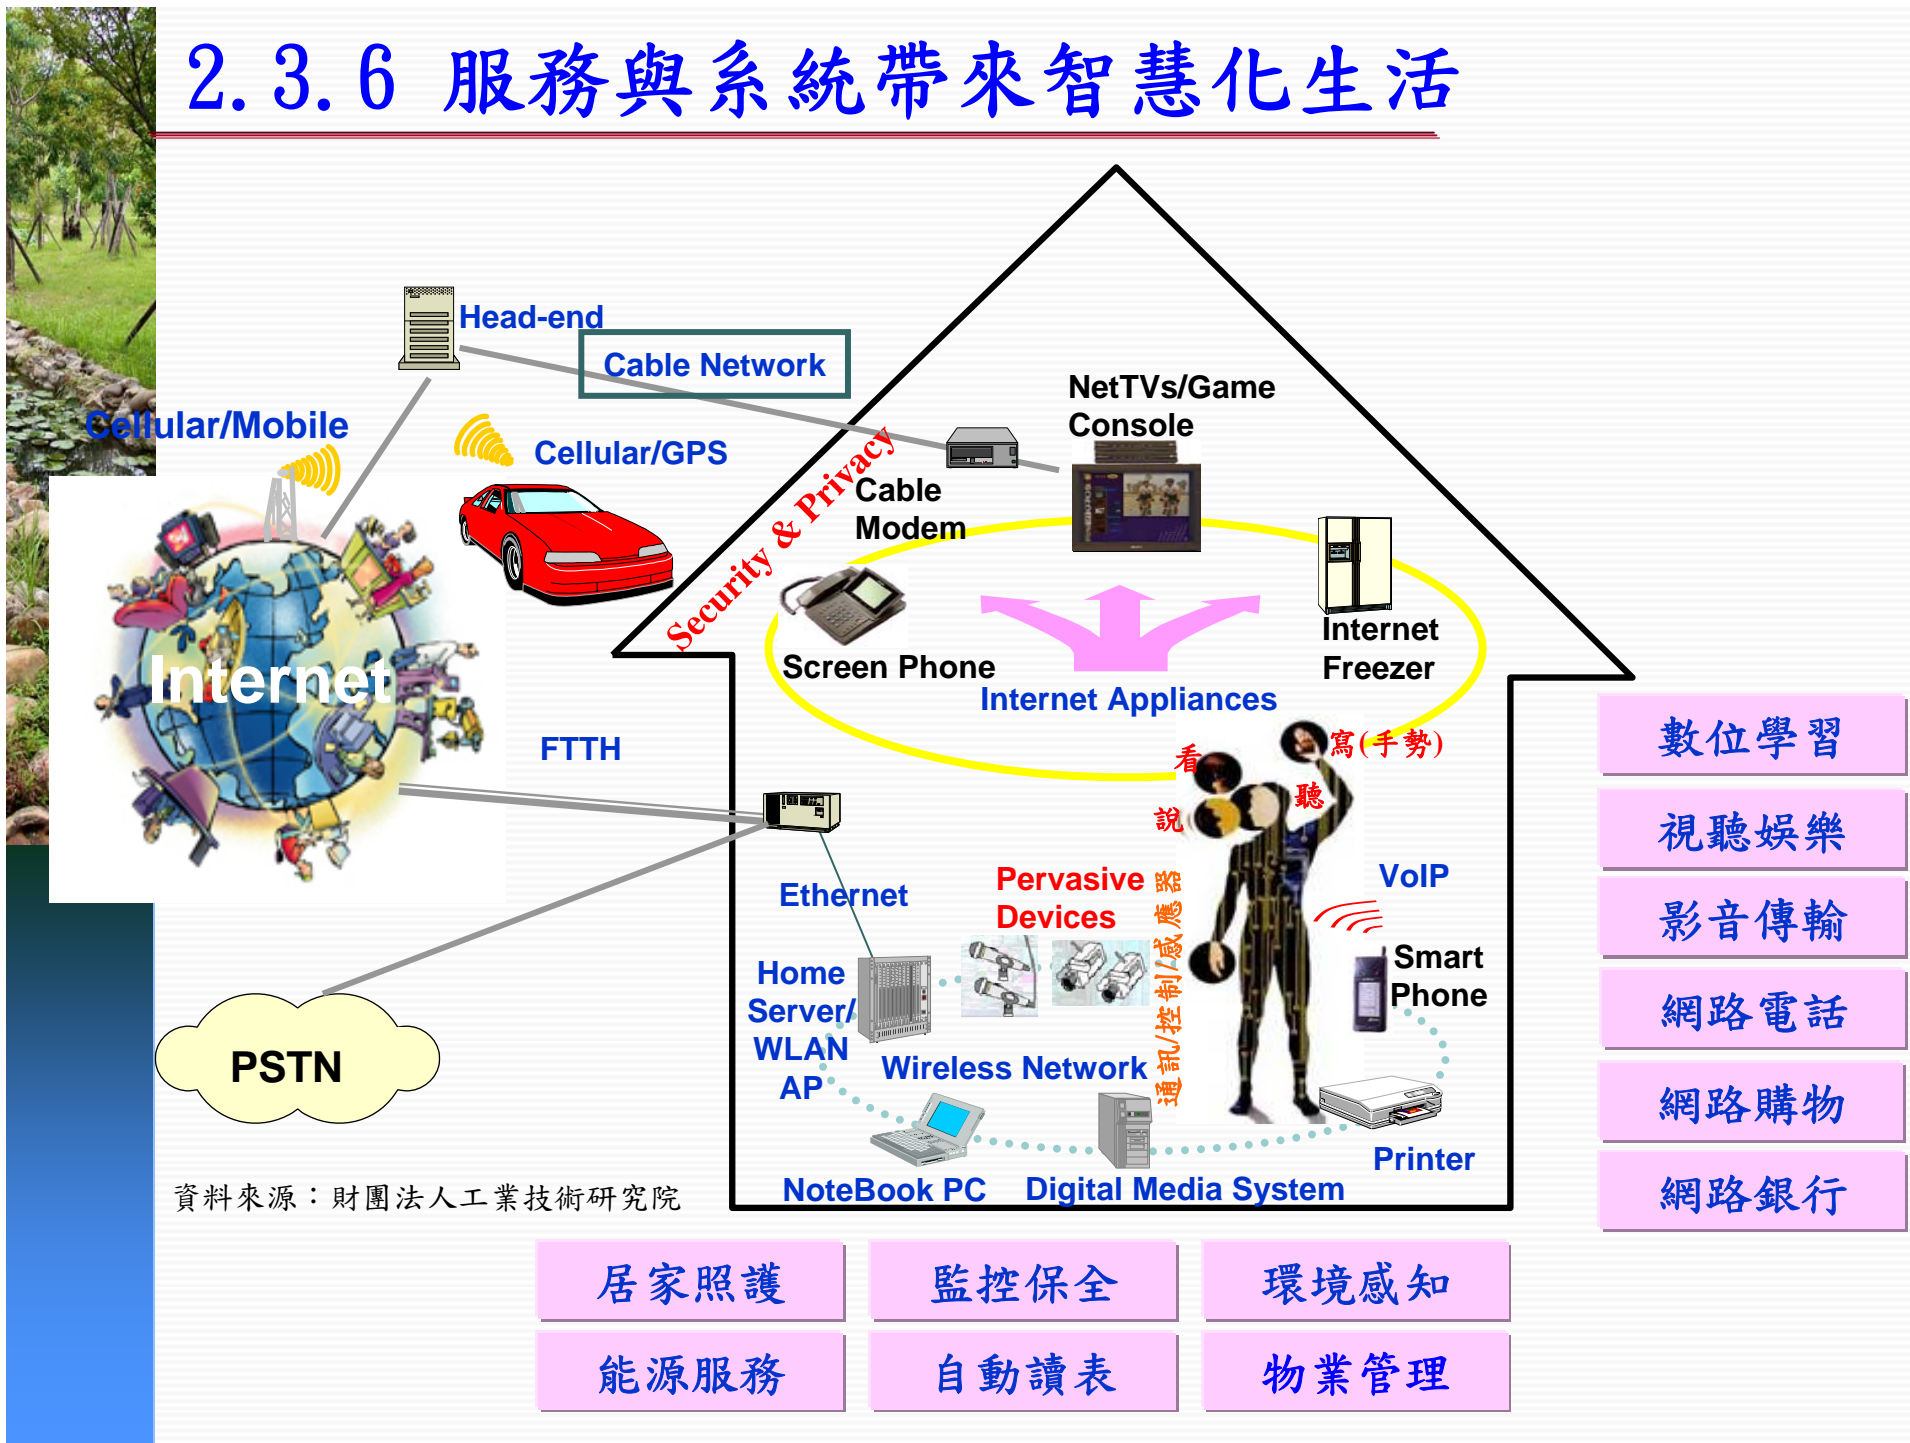 2.3.6 服務與系統帶來智慧化生活
Head-end
Cable Network
NetTVs/Game
Console
Cellular/Mobile
Cellular/GPS
Security & Privacy
Cable
Modem
Internet
Screen Phone
Internet
Freezer
Internet Appliances
FTTH
看
寫(手勢)
聽
說
數位學習
視聽娛樂
影音傳輸
網路電話
網路購物
網路銀行
Ethernet
Pervasive
Devices
通訊/控制/感應器
VoIP
Smart
Phone
Home
Server/
WLAN
AP
Wireless Network
PSTN
Printer
NoteBook PC
Digital Media System
資料來源：財團法人工業技術研究院
居家照護
監控保全
環境感知
能源服務
自動讀表
物業管理